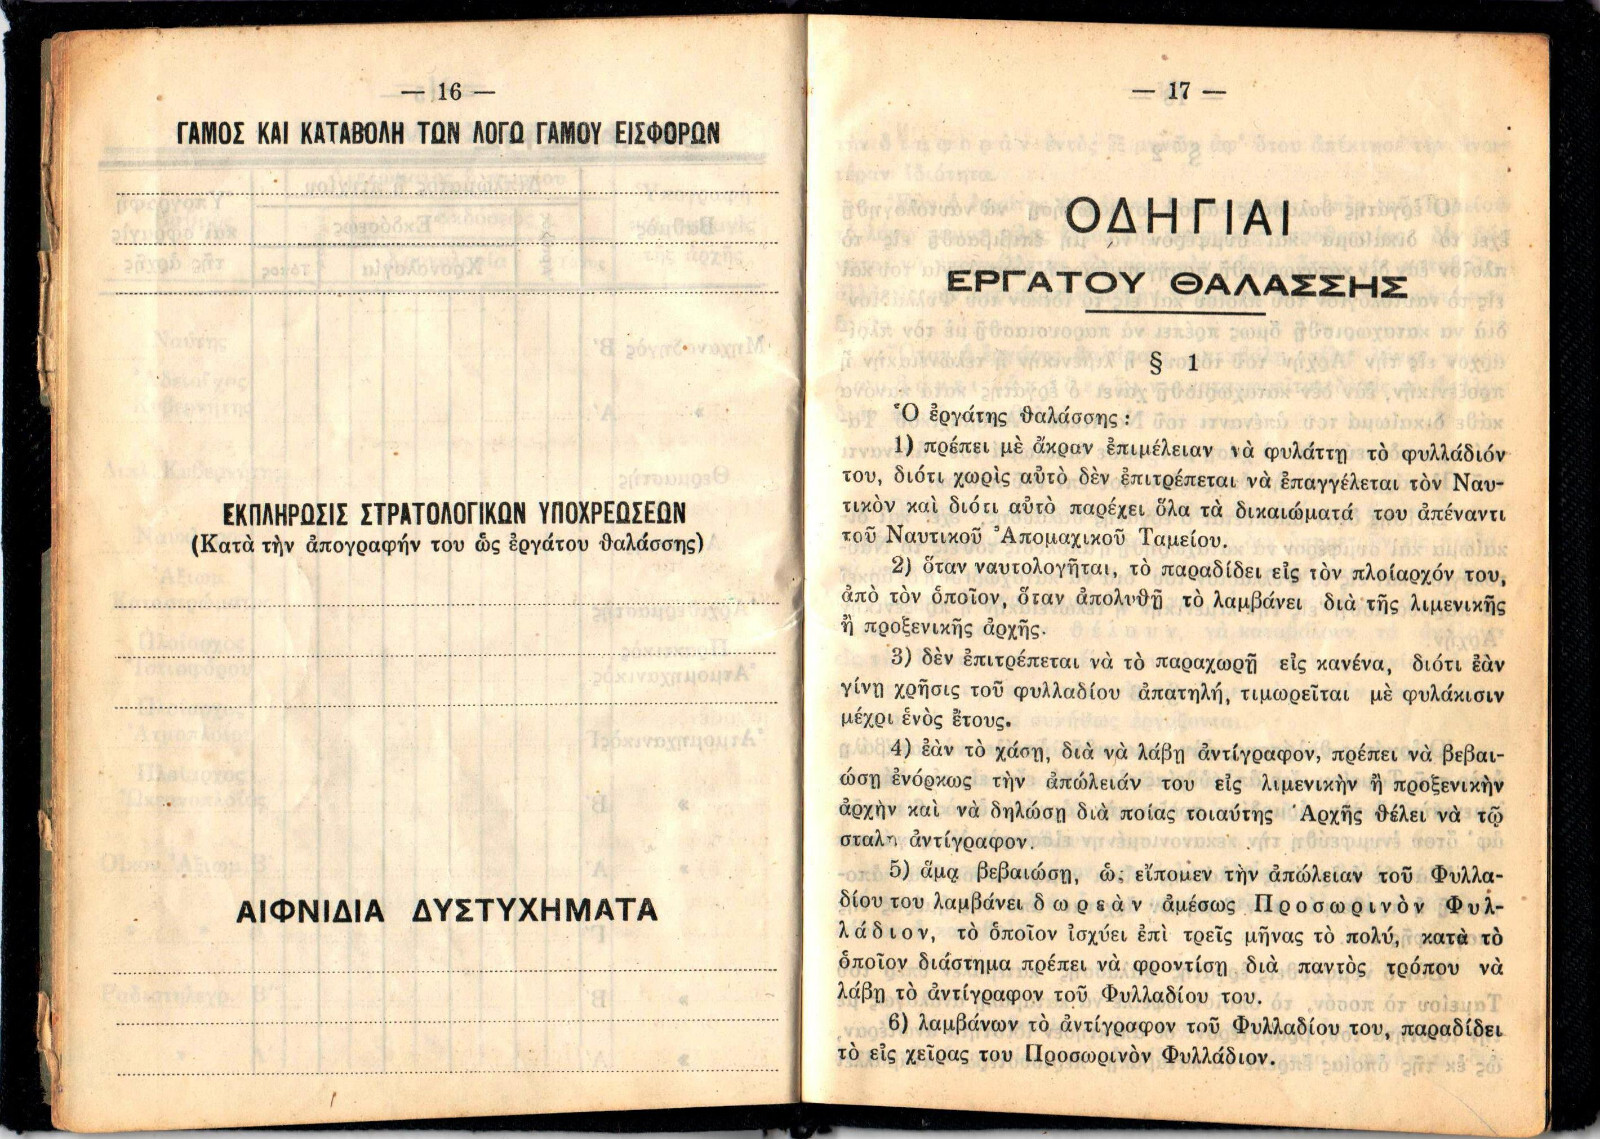 — 16 —
ΓΑΜΟΣ ΚΑΙ ΚΑΤΑΒΟΛΗ ΤΩΝ ΛΟΓΩ ΓΑΜΟΥ ΕΙΣΦΟΡΩΝ
ΕΚΠΛΗΡΩΣΙΣ ΣΤΡΑΤΟΛΟΓΙΚΩΝ ΥΠΟΧΡΕΩΣΕΩΝ
(Κατὰ τὴν ἀπογραφήν του ὡς ἐργάτου θαλάσσης)
ΑΙΦΝΙΔΙΑ ΔΥΣΤΥΧΗΜΑΤΑ
— 17 —
ΟΔΗΓΙΑΙ
ΕΡΓΑΤΟΥ ΘΑΛΑΣΣΗΣ
§ 1
Ὁ ἐργάτης θαλάσσης :
1) πρέπει μὲ ἄκραν ἐπιμέλειαν νὰ φυλάττῃ τὸ φυλλάδιόν
του, διότι χωρὶς αὐτὸ δὲν ἐπιτρέπεται νὰ ἐπαγγέλεται τὸν Ναυ-
τικὸν καὶ διότι αὐτὸ παρέχει ὅλα τὰ δικαιώματά του ἀπέναντι
τοῦ Ναυτικοῦ Ἀπομαχικοῦ Ταμείου.
2) ὅταν ναυτολογῆται, τὸ παραδίδει εἰς τὸν πλοίαρχόν του,
ἀπὸ τὸν ὁποῖον, ὅταν ἀπολυθῇ τὸ λαμβάνει διὰ τῆς λιμενικῆς
ἢ προξενικῆς ἀρχῆς.
3) δὲν ἐπιτρέπεται νὰ τὸ παραχωρῇ εἰς κανένα, διότι ἐὰν
γίνῃ χρῆσις τοῦ φυλλαδίου ἀπατηλή, τιμωρεῖται μὲ φυλάκισιν
μέχρι ἑνὸς ἔτους.
4) ἐὰν τὸ χάσῃ, διὰ νὰ λάβῃ ἀντίγραφον, πρέπει νὰ βεβαι-
ώσῃ ἐνόρκως τὴν ἀπώλειάν του εἰς λιμενικὴν ἢ προξενικὴν
ἀρχὴν καὶ νὰ δηλώσῃ διὰ ποίας τοιαύτης Ἀρχῆς θέλει νὰ τῷ
σταλῇ ἀντίγραφον.
5) ἅμα βεβαιώσῃ, ὡς εἴπομεν τὴν ἀπώλειαν τοῦ Φυλλα-
δίου του λαμβάνει δωρεὰν ἀμέσως Προσωρινὸν Φυλ-
λάδιον, τὸ ὁποῖον ἰσχύει ἐπὶ τρεῖς μῆνας τὸ πολύ, κατὰ τὸ
ὁποῖον διάστημα πρέπει νὰ φροντίσῃ διὰ παντὸς τρόπου νὰ
λάβῃ τὸ ἀντίγραφον τοῦ Φυλλαδίου του.
6) λαμβάνων τὸ ἀντίγραφον τοῦ Φυλλαδίου του, παραδίδει
τὸ εἰς χεῖρας του Προσωρινὸν Φυλλάδιον.